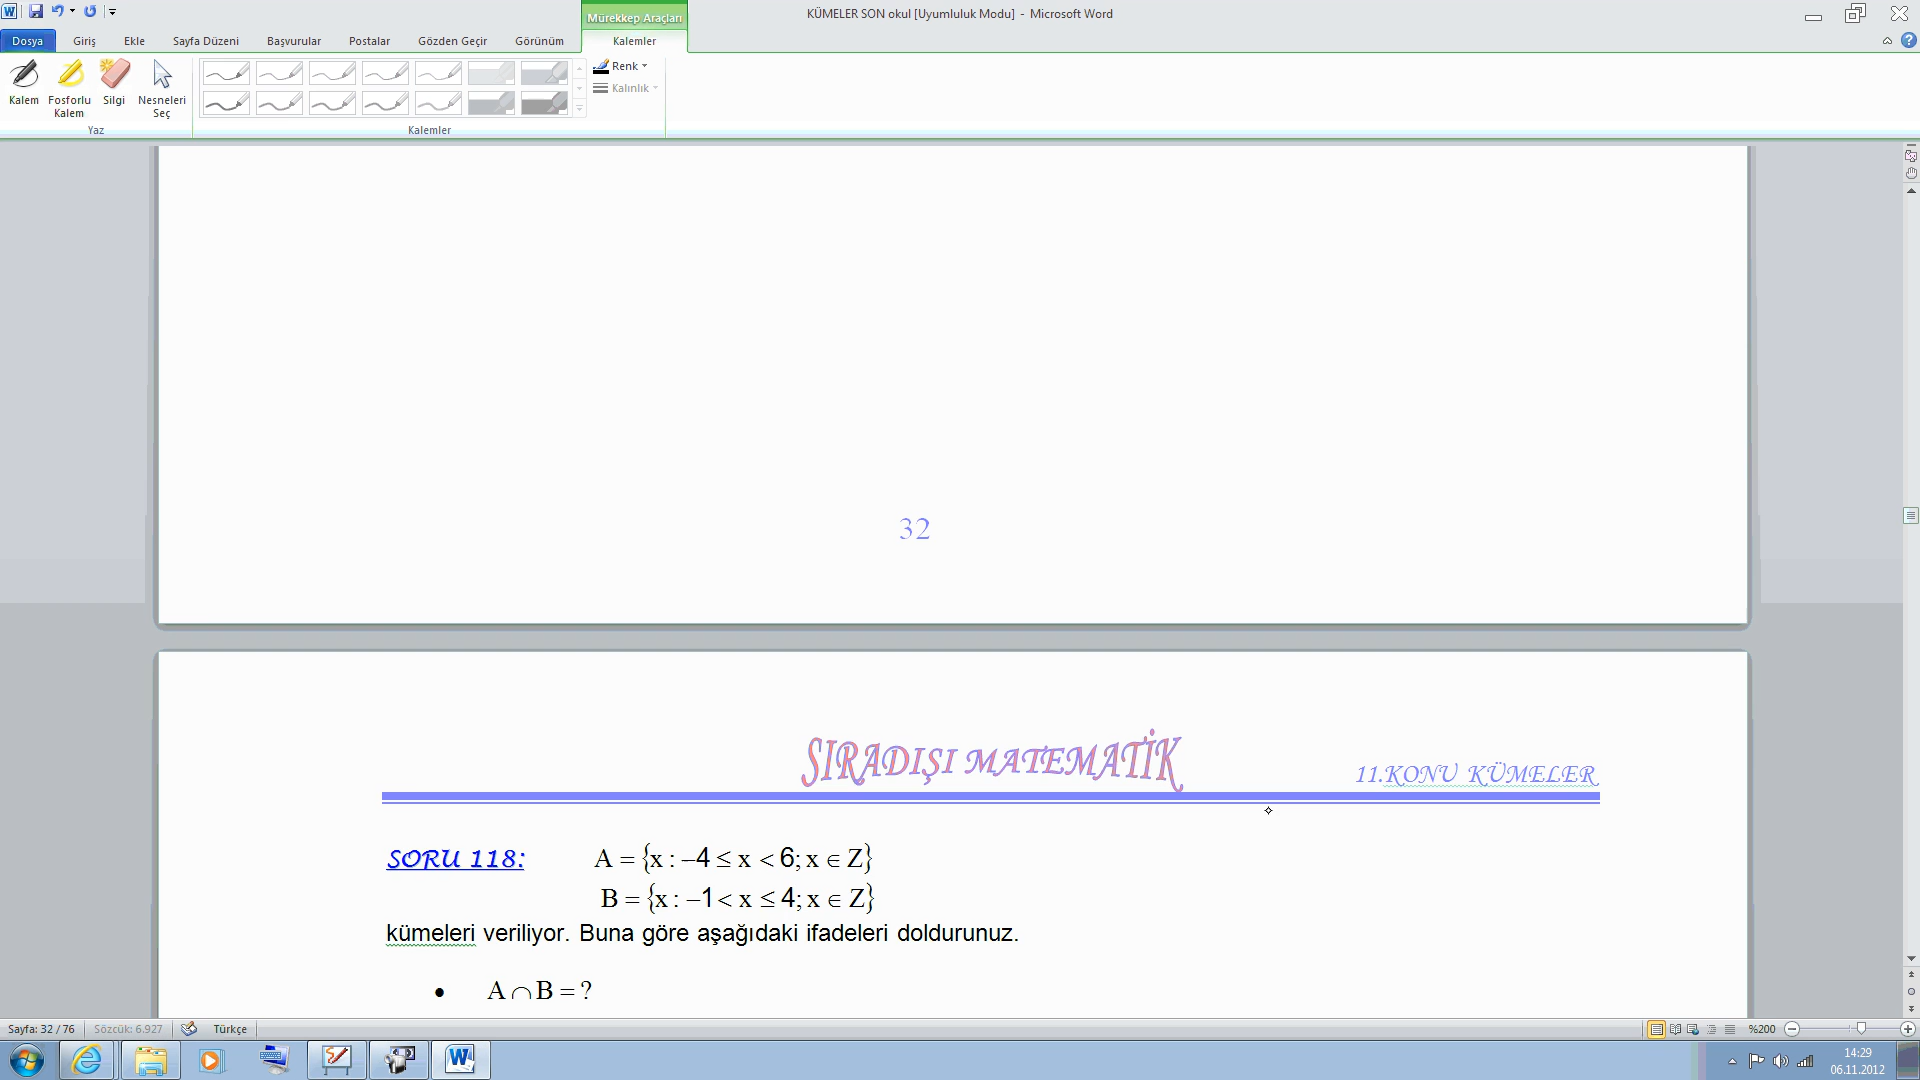 KÜMELER SON okul [Uyumluluk Modu] - Microsoft Word
Mürekkep Araçları
Dosya Giriş Ekle Sayfa Düzeni Başvurular Postalar Gözden Geçir Görünüm Kalemler
Kalem Fosforlu Kalem Silgi Nesneleri Seç
Renk
Kalınlık
Yaz Kalemler
32
SIRADIŞI MATEMATİK
11.KONU KÜMELER
SORU 118: A = {x : −4 ≤ x < 6; x ∈ Z}
B = {x : −1 < x ≤ 4; x ∈ Z}
kümeleri veriliyor. Buna göre aşağıdaki ifadeleri doldurunuz.
• A ∩ B = ?
Sayfa: 32 / 76 Sözcük: 6.927 Türkçe %200
14:29
06.11.2012